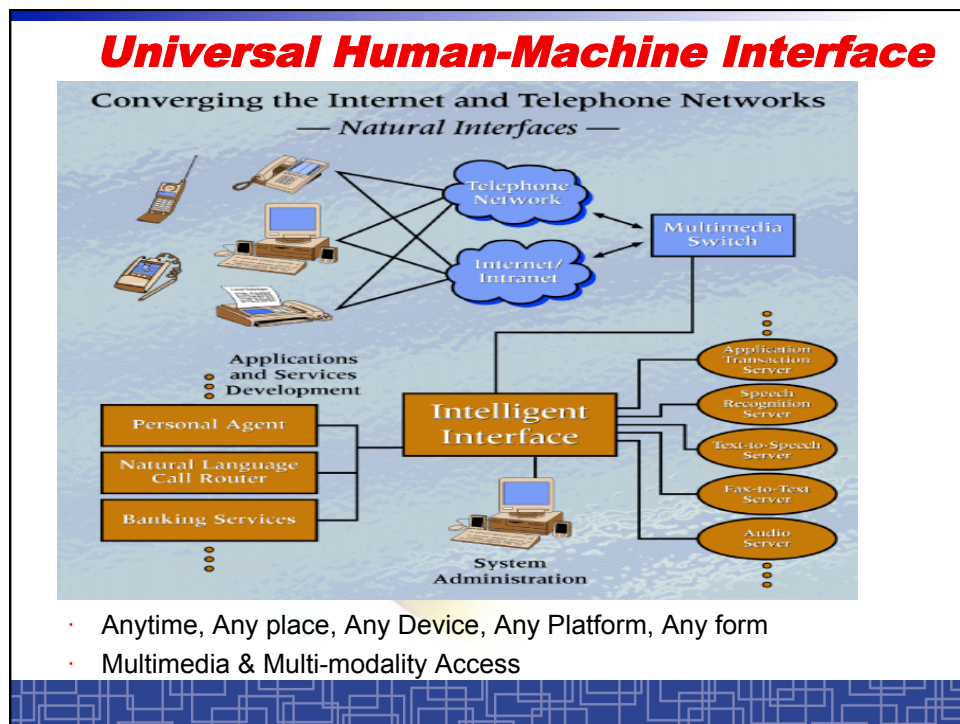 Universal Human-Machine Interface
Converging the Internet and Telephone Networks
— Natural Interfaces —
Telephone
Network
Multimedia
Switch
Internet/
Intranet
Applications
and Services
Development
Application
Transaction
Server
Speech
Recognition
Server
Personal Agent
Intelligent
Interface
Text-to-Speech
Server
Natural Language
Call Router
Fax-to-Text
Server
Banking Services
Audio
Server
System
Administration
· Anytime, Any place, Any Device, Any Platform, Any form
· Multimedia & Multi-modality Access